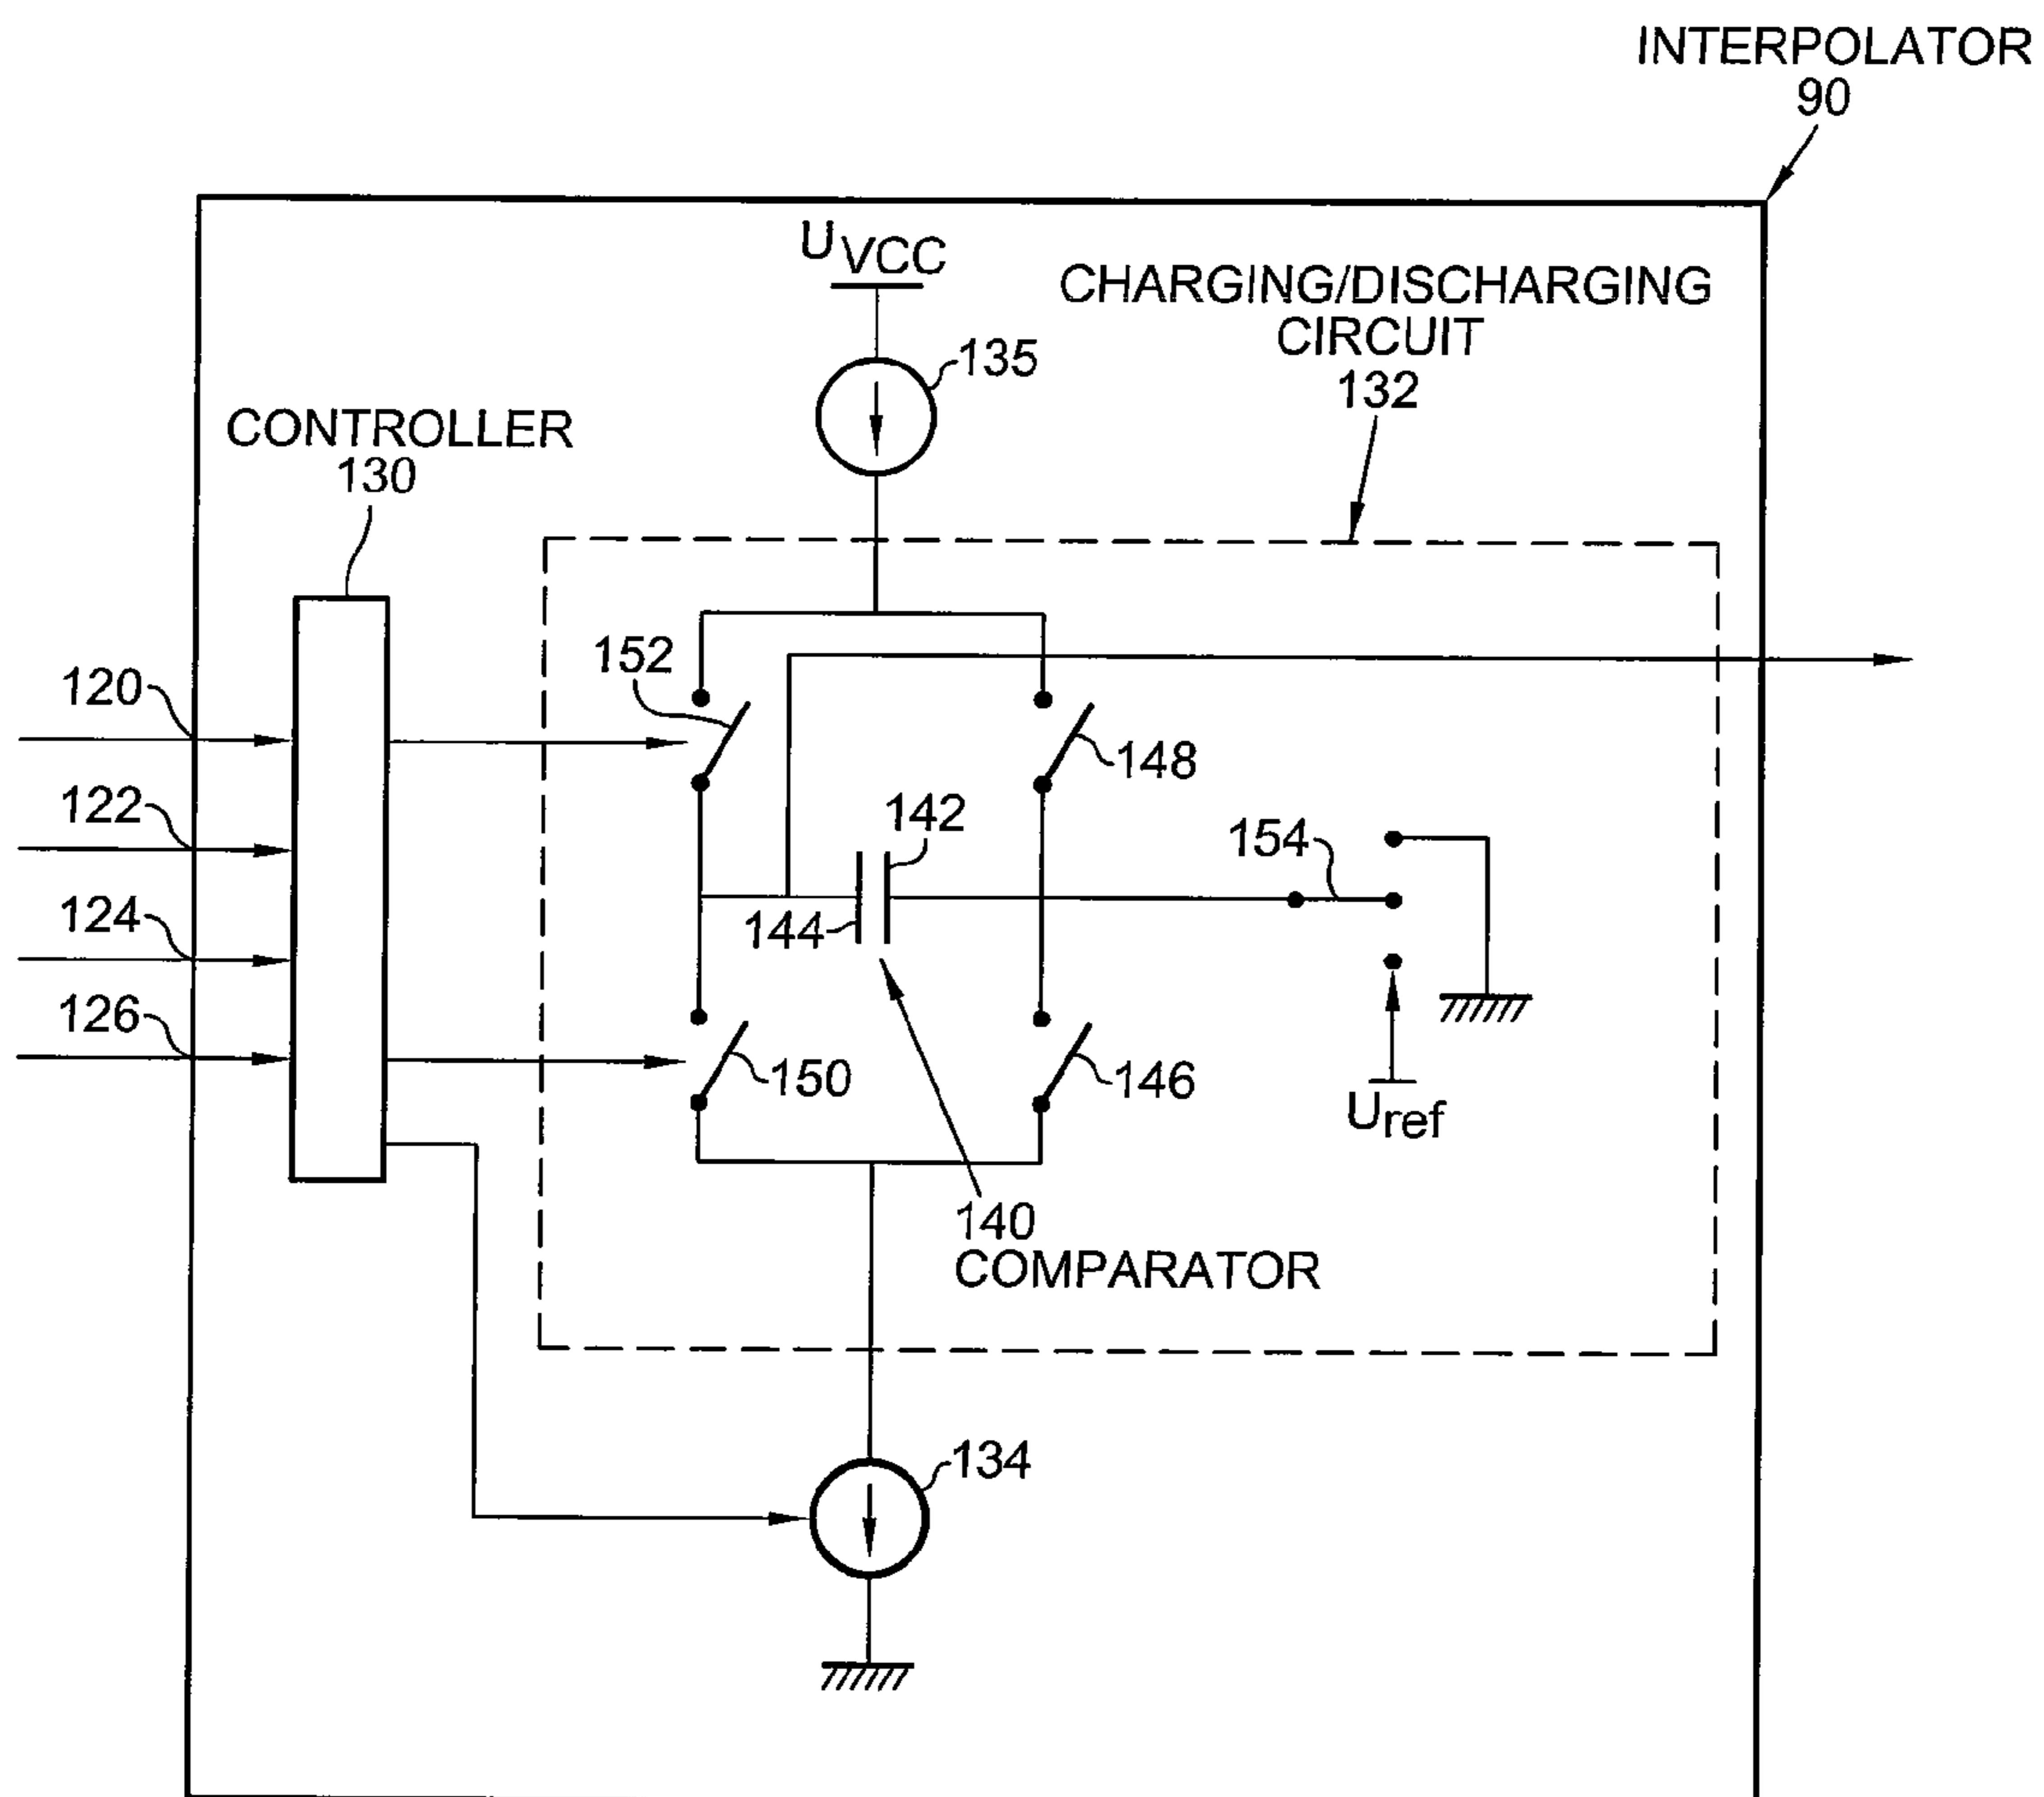 INTERPOLATOR
90
U VCC
CHARGING/DISCHARGING
CIRCUIT
132
135
CONTROLLER
130
152
120
148
122
142
154
124
144
126
150
146
Uref
140
COMPARATOR
134